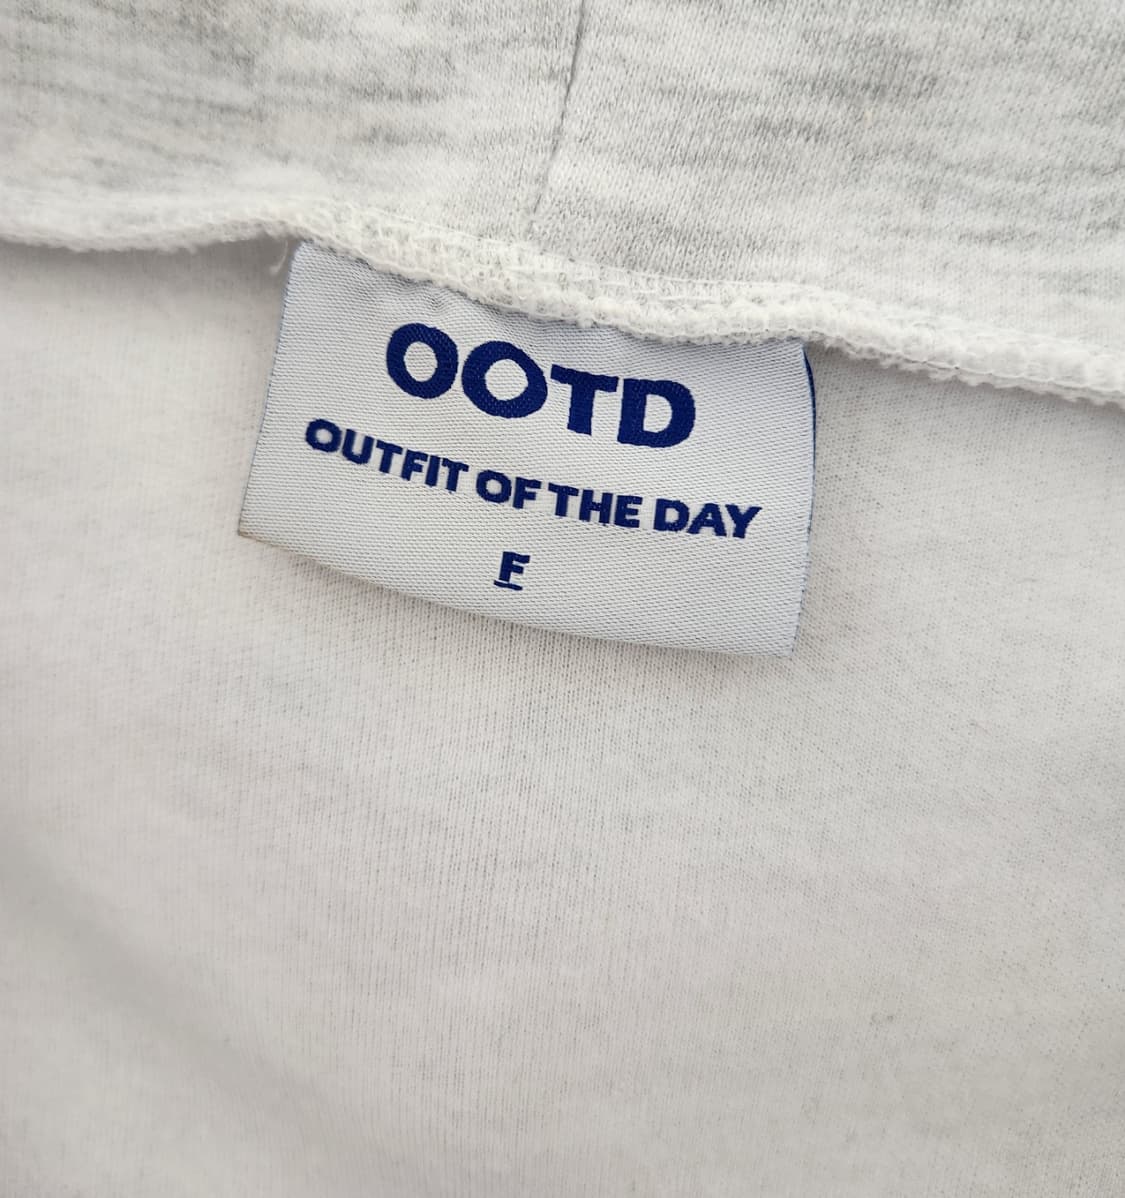 OOTD
OUTFIT OF THE DAY
F